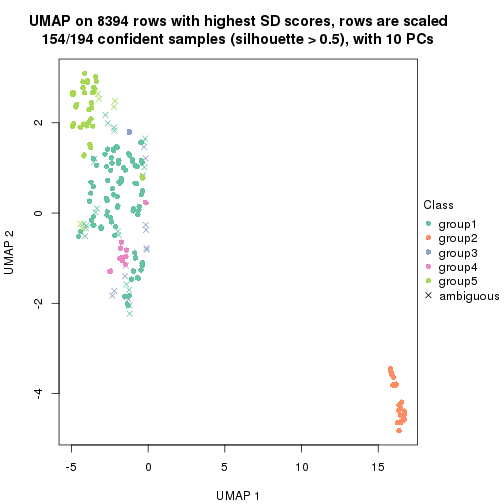 UMAP on 8394 rows with highest SD scores, rows are scaled
154/194 confident samples (silhouette > 0.5), with 10 PCs
2
0
-2
-4
UMAP 2
-5
0
5
10
15
UMAP 1
Class
group1
group2
group3
group4
group5
ambiguous